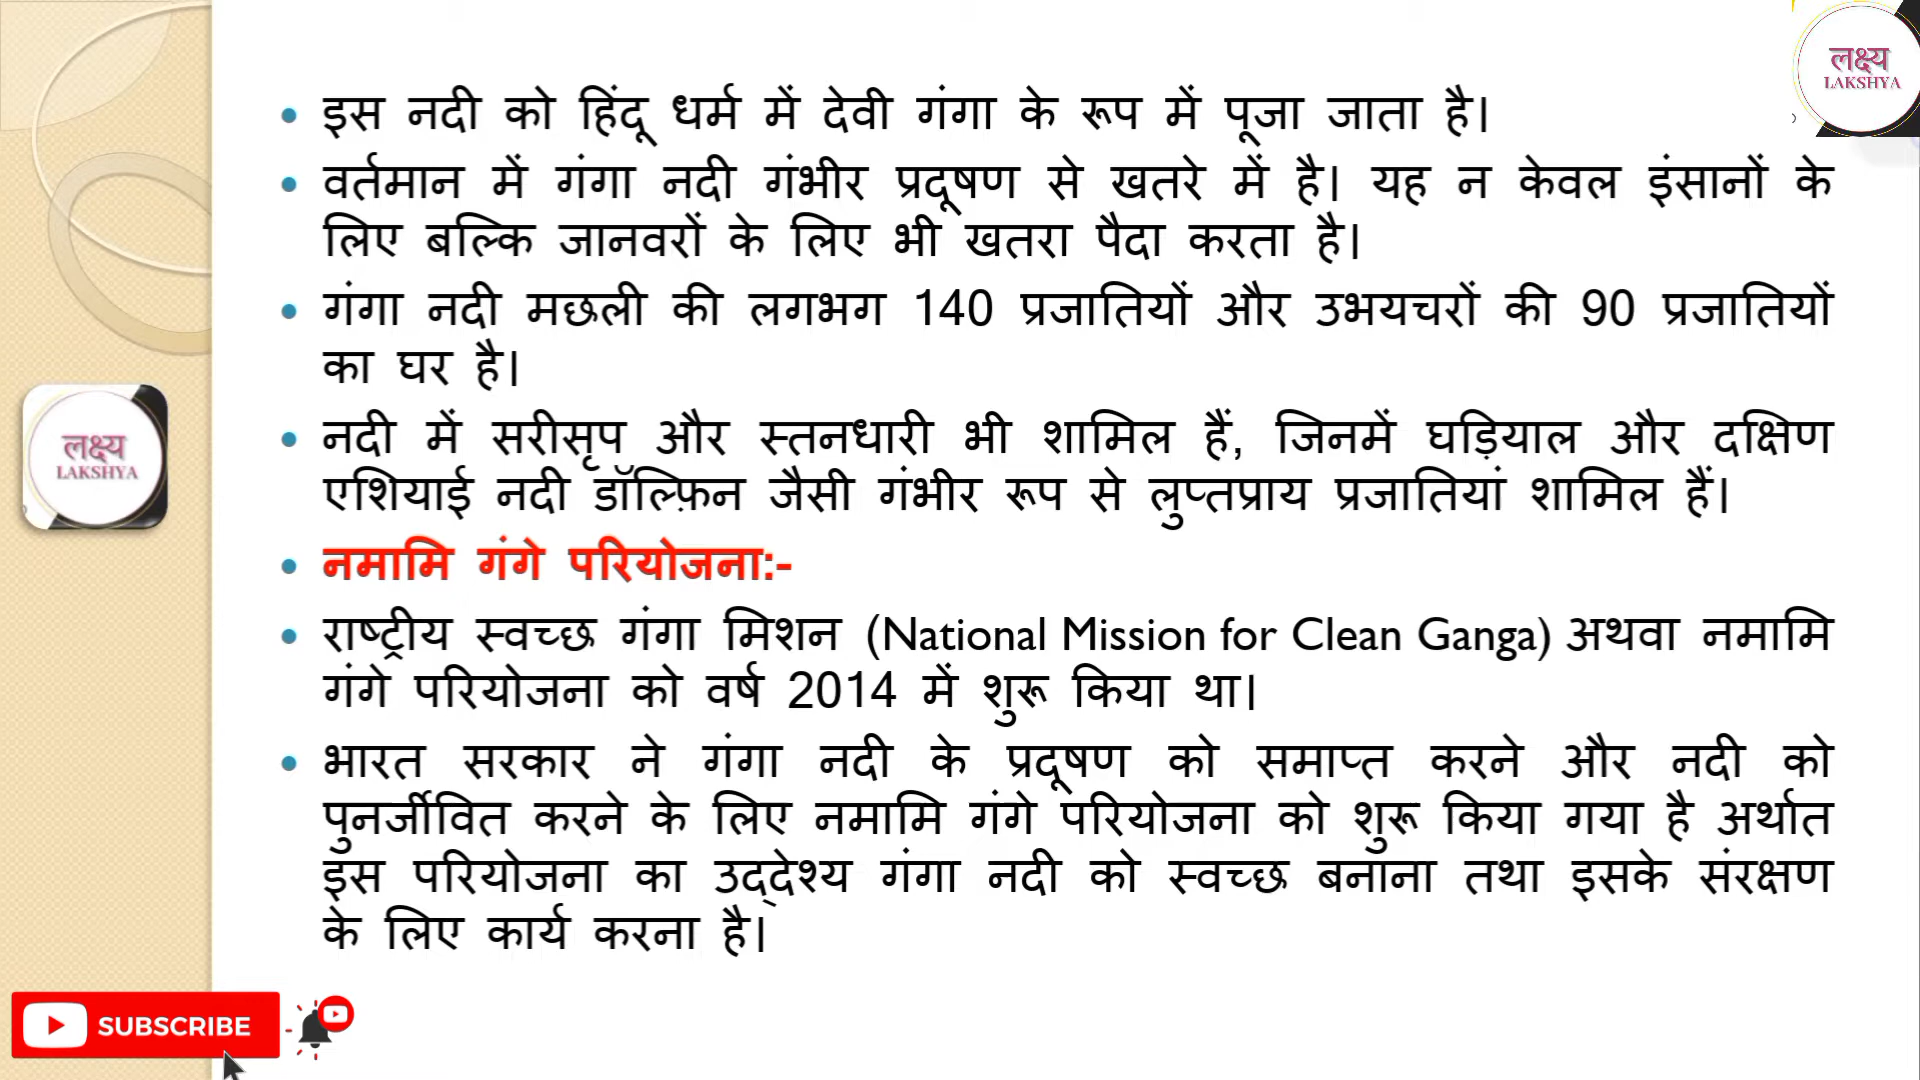 लक्ष्य
LAKSHYA
इस नदी को हिंदू धर्म में देवी गंगा के रूप में पूजा जाता है।
वर्तमान में गंगा नदी गंभीर प्रदूषण से खतरे में है। यह न केवल इंसानों के
लिए बल्कि जानवरों के लिए भी खतरा पैदा करता है।
गंगा नदी मछली की लगभग 140 प्रजातियों और उभयचरों की 90 प्रजातियों
का घर है।
नदी में सरीसृप और स्तनधारी भी शामिल हैं, जिनमें घड़ियाल और दक्षिण
एशियाई नदी डॉल्फ़िन जैसी गंभीर रूप से लुप्तप्राय प्रजातियां शामिल हैं।
लक्ष्य
LAKSHYA
नमामि गंगे परियोजना:-
राष्ट्रीय स्वच्छ गंगा मिशन (National Mission for Clean Ganga) अथवा नमामि
गंगे परियोजना को वर्ष 2014 में शुरू किया था।
भारत सरकार ने गंगा नदी के प्रदूषण को समाप्त करने और नदी को
पुनर्जीवित करने के लिए नमामि गंगे परियोजना को शुरू किया गया है अर्थात
इस परियोजना का उद्देश्य गंगा नदी को स्वच्छ बनाना तथा इसके संरक्षण
के लिए कार्य करना है।
SUBSCRIBE